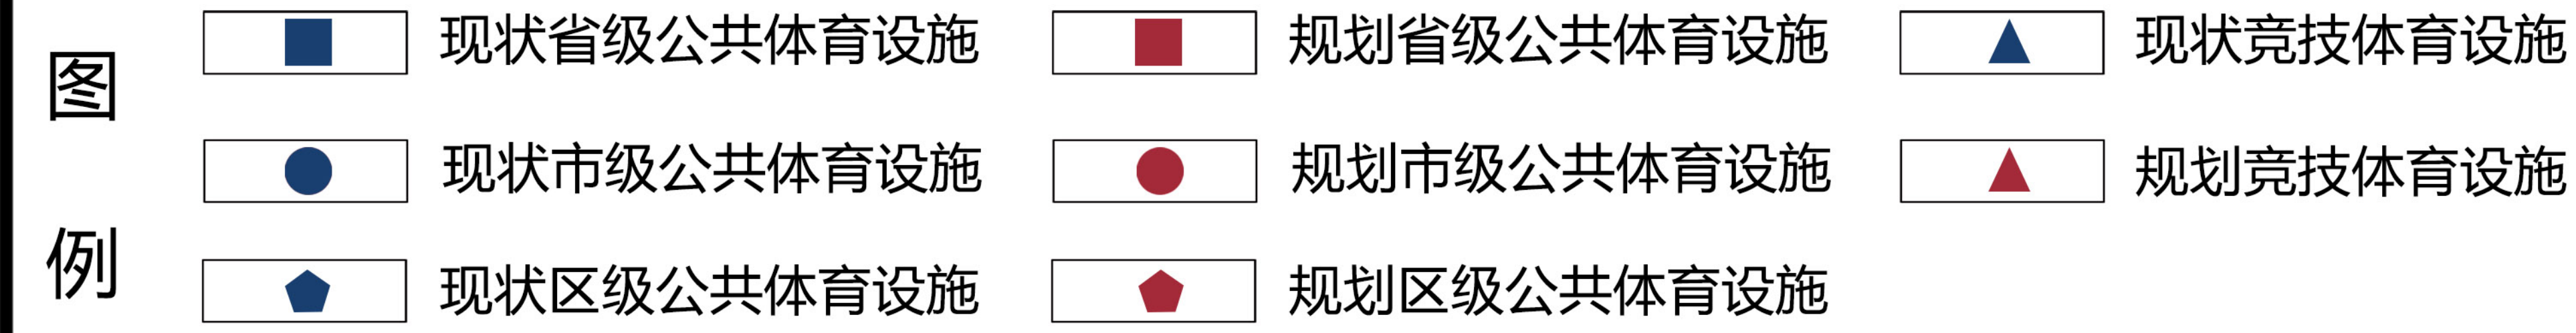 图例
现状省级公共体育设施
规划省级公共体育设施
现状竞技体育设施
现状市级公共体育设施
规划市级公共体育设施
规划竞技体育设施
现状区级公共体育设施
规划区级公共体育设施